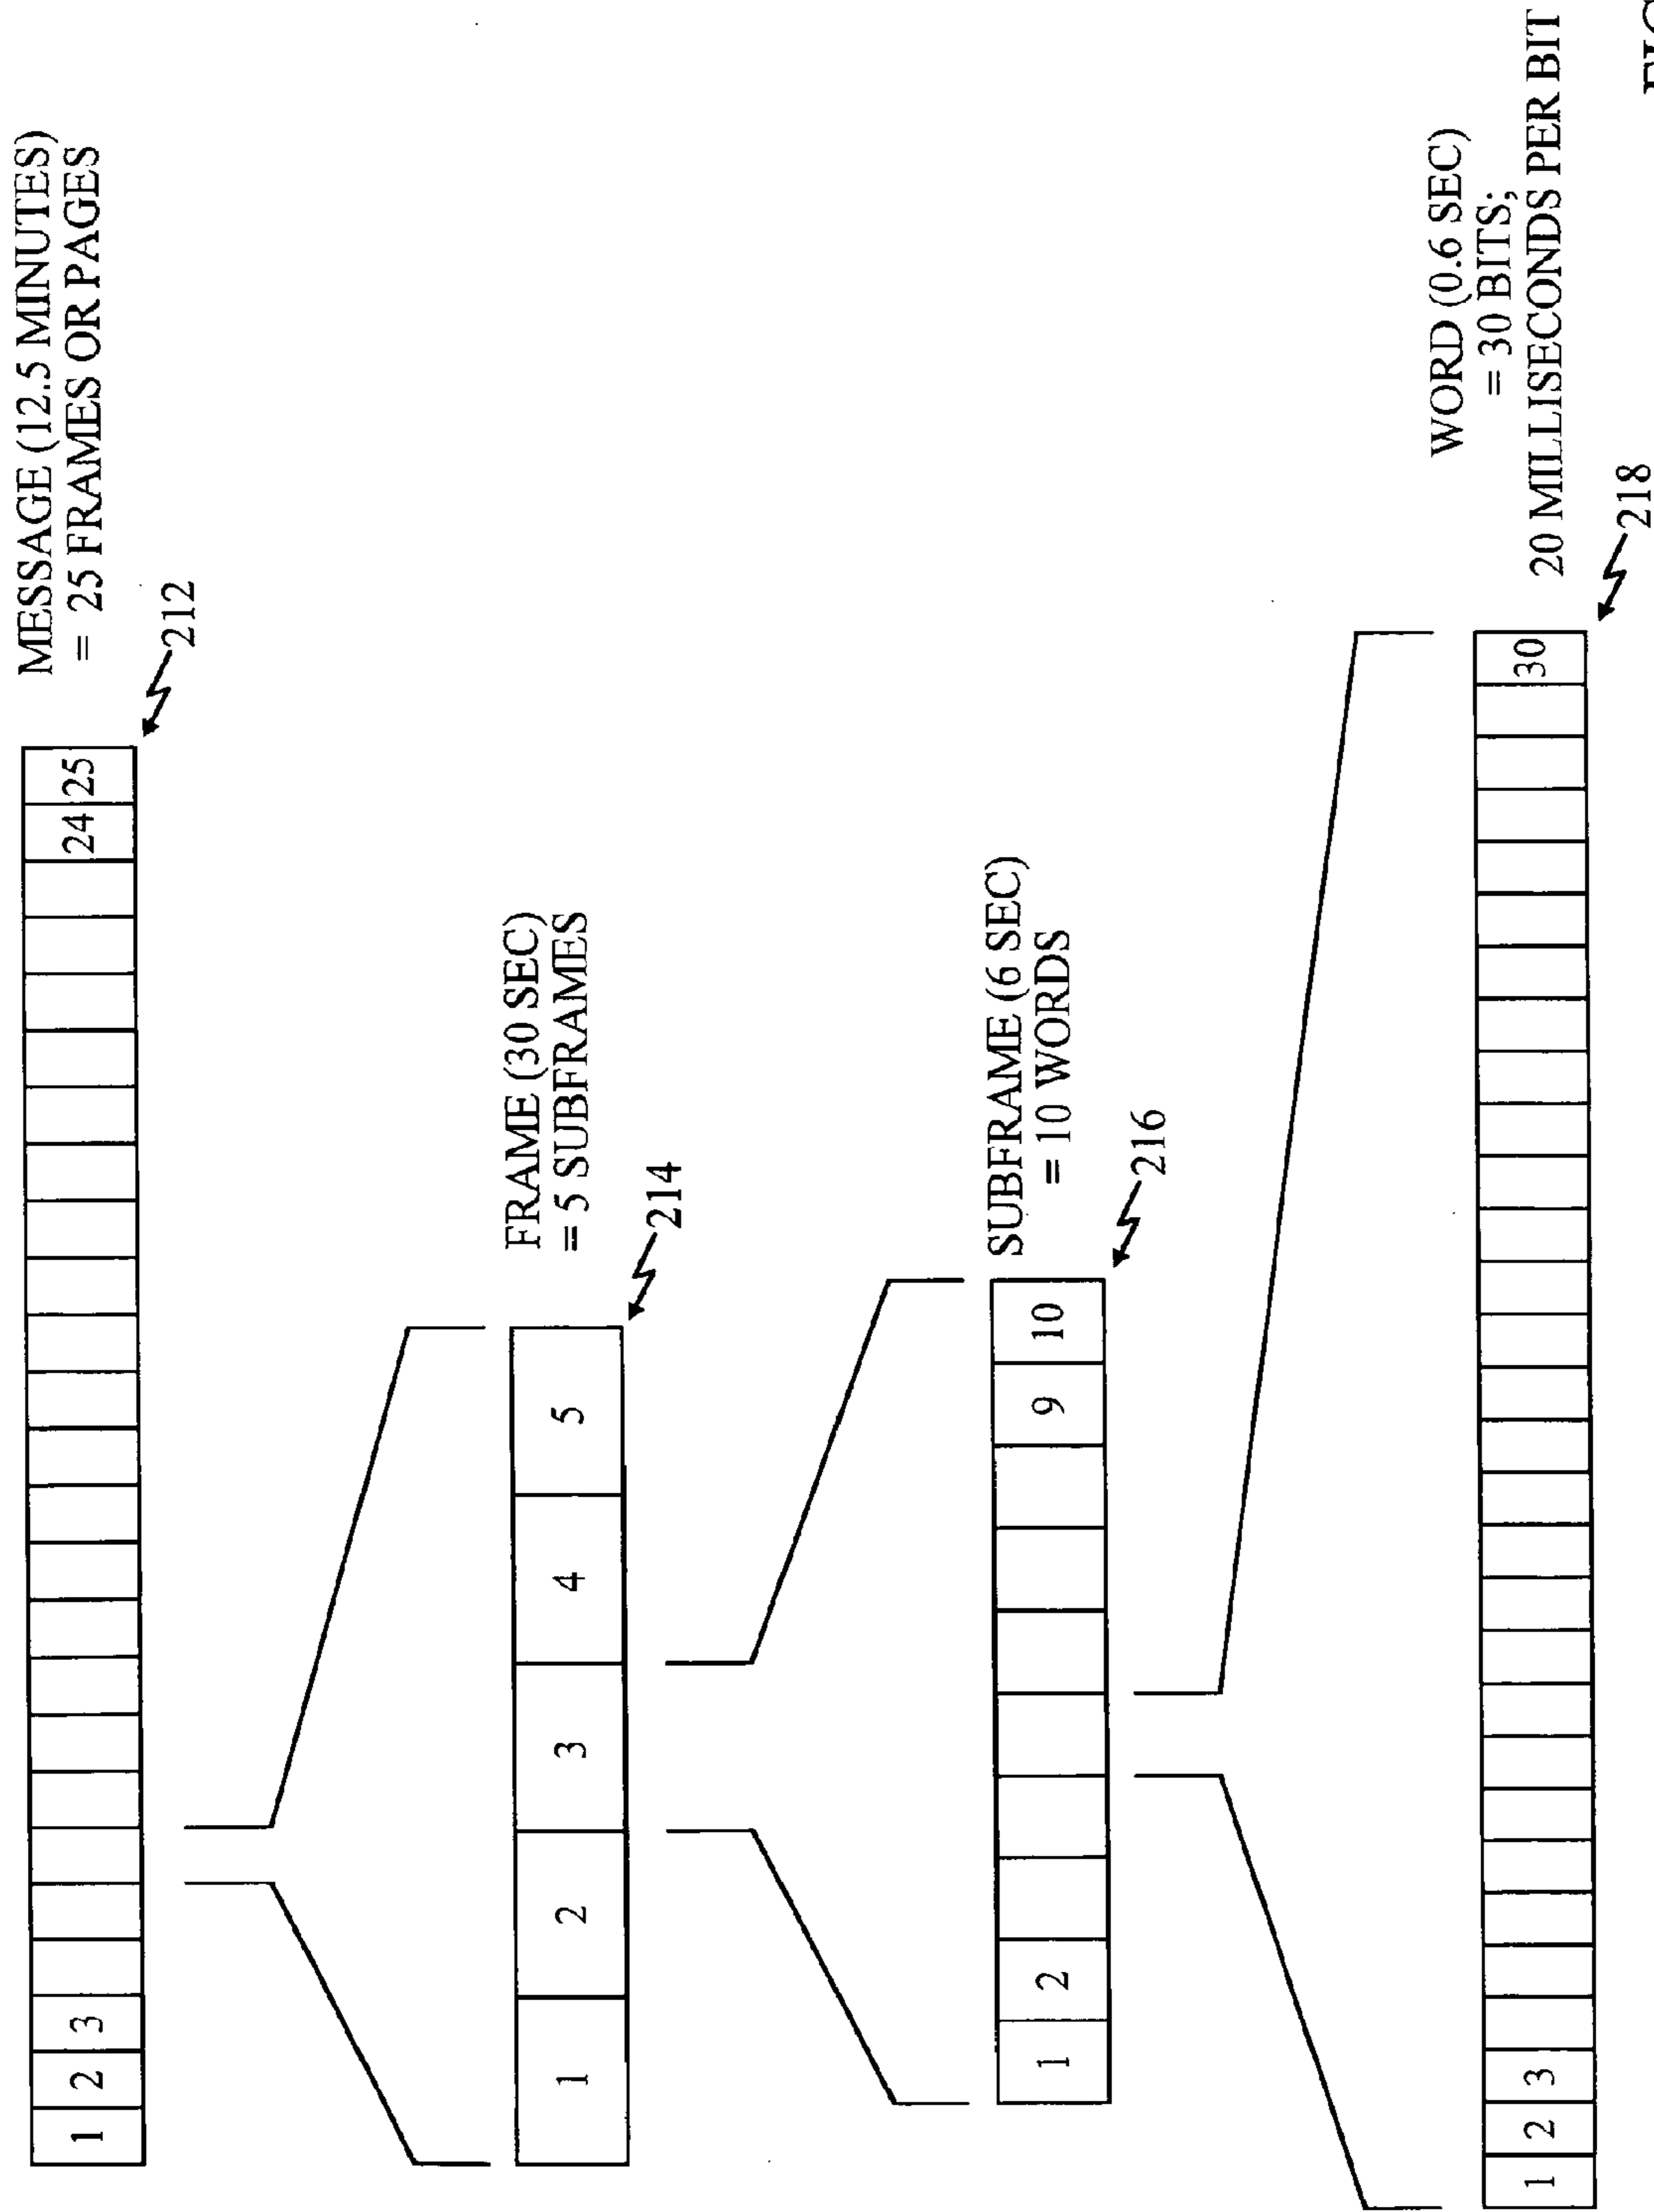 1 2 3 24 25
MESSAGE (12.5 MINUTES)
= 25 FRAMES OR PAGES
212
1 2 3 4 5
FRAME (30 SEC)
= 5 SUBFRAMES
214
1 2 9 10
SUBFRAME (6 SEC)
= 10 WORDS
216
1 2 3 30
WORD (0.6 SEC)
= 30 BITS;
20 MILLISECONDS PER BIT
218